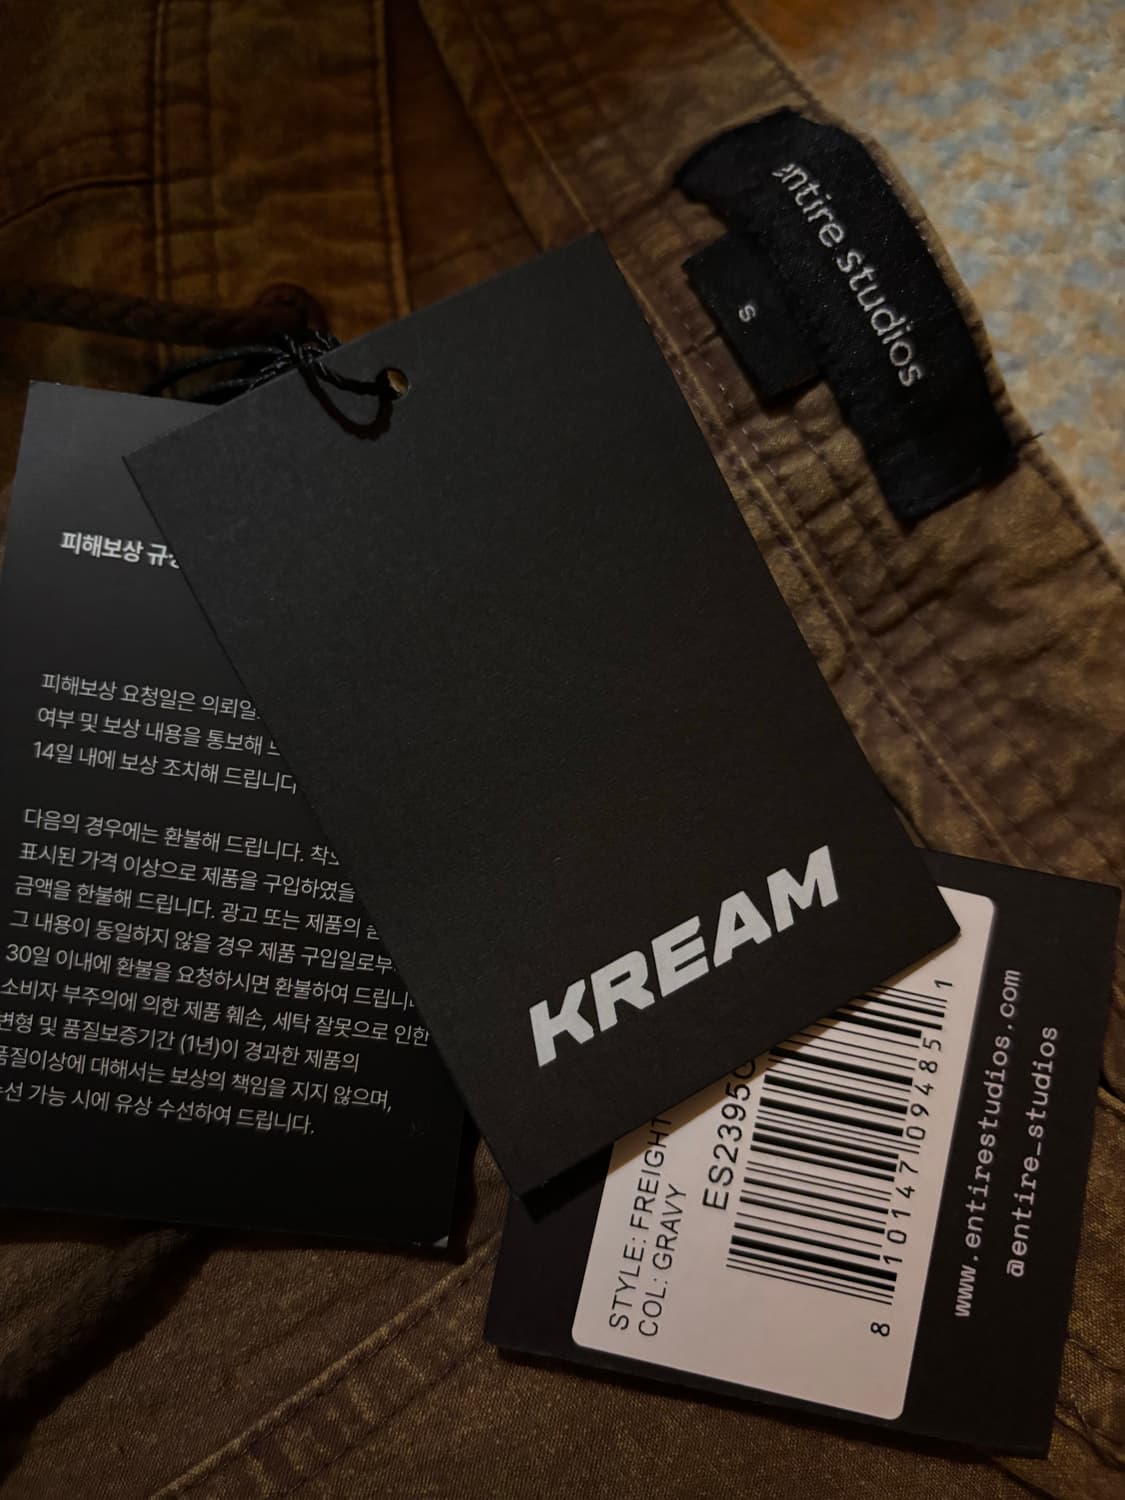 entire studios
s
피해보상
피해보상 요청일은
여부 및 보상 내용을 통보해
14일 내에 보상 조치해 드립니다
다음의 경우에는 환불해 드립니다.
표시된 가격 이상으로 제품을 구입하였을
금액을 한불해 드립니다. 광고 또는 제품의
그 내용이 동일하지 않을 경우 제품 구입일로부
30일 이내에 환불을 요청하시면 환불하여 드립니
소비자 부주의에 의한 제품 훼손, 세탁 잘못으로 인한
변형 및 품질보증기간 (1년)이 경과한 제품의
품질이상에 대해서는 보상의 책임을 지지 않으며,
가능 시에 유상 수선하여 드립니다.
KREAM
STYLE: FREIGHT
COL: GRAVY
ES2395
8 10147 09485 1
www.entirestudios.com
@entire_studios